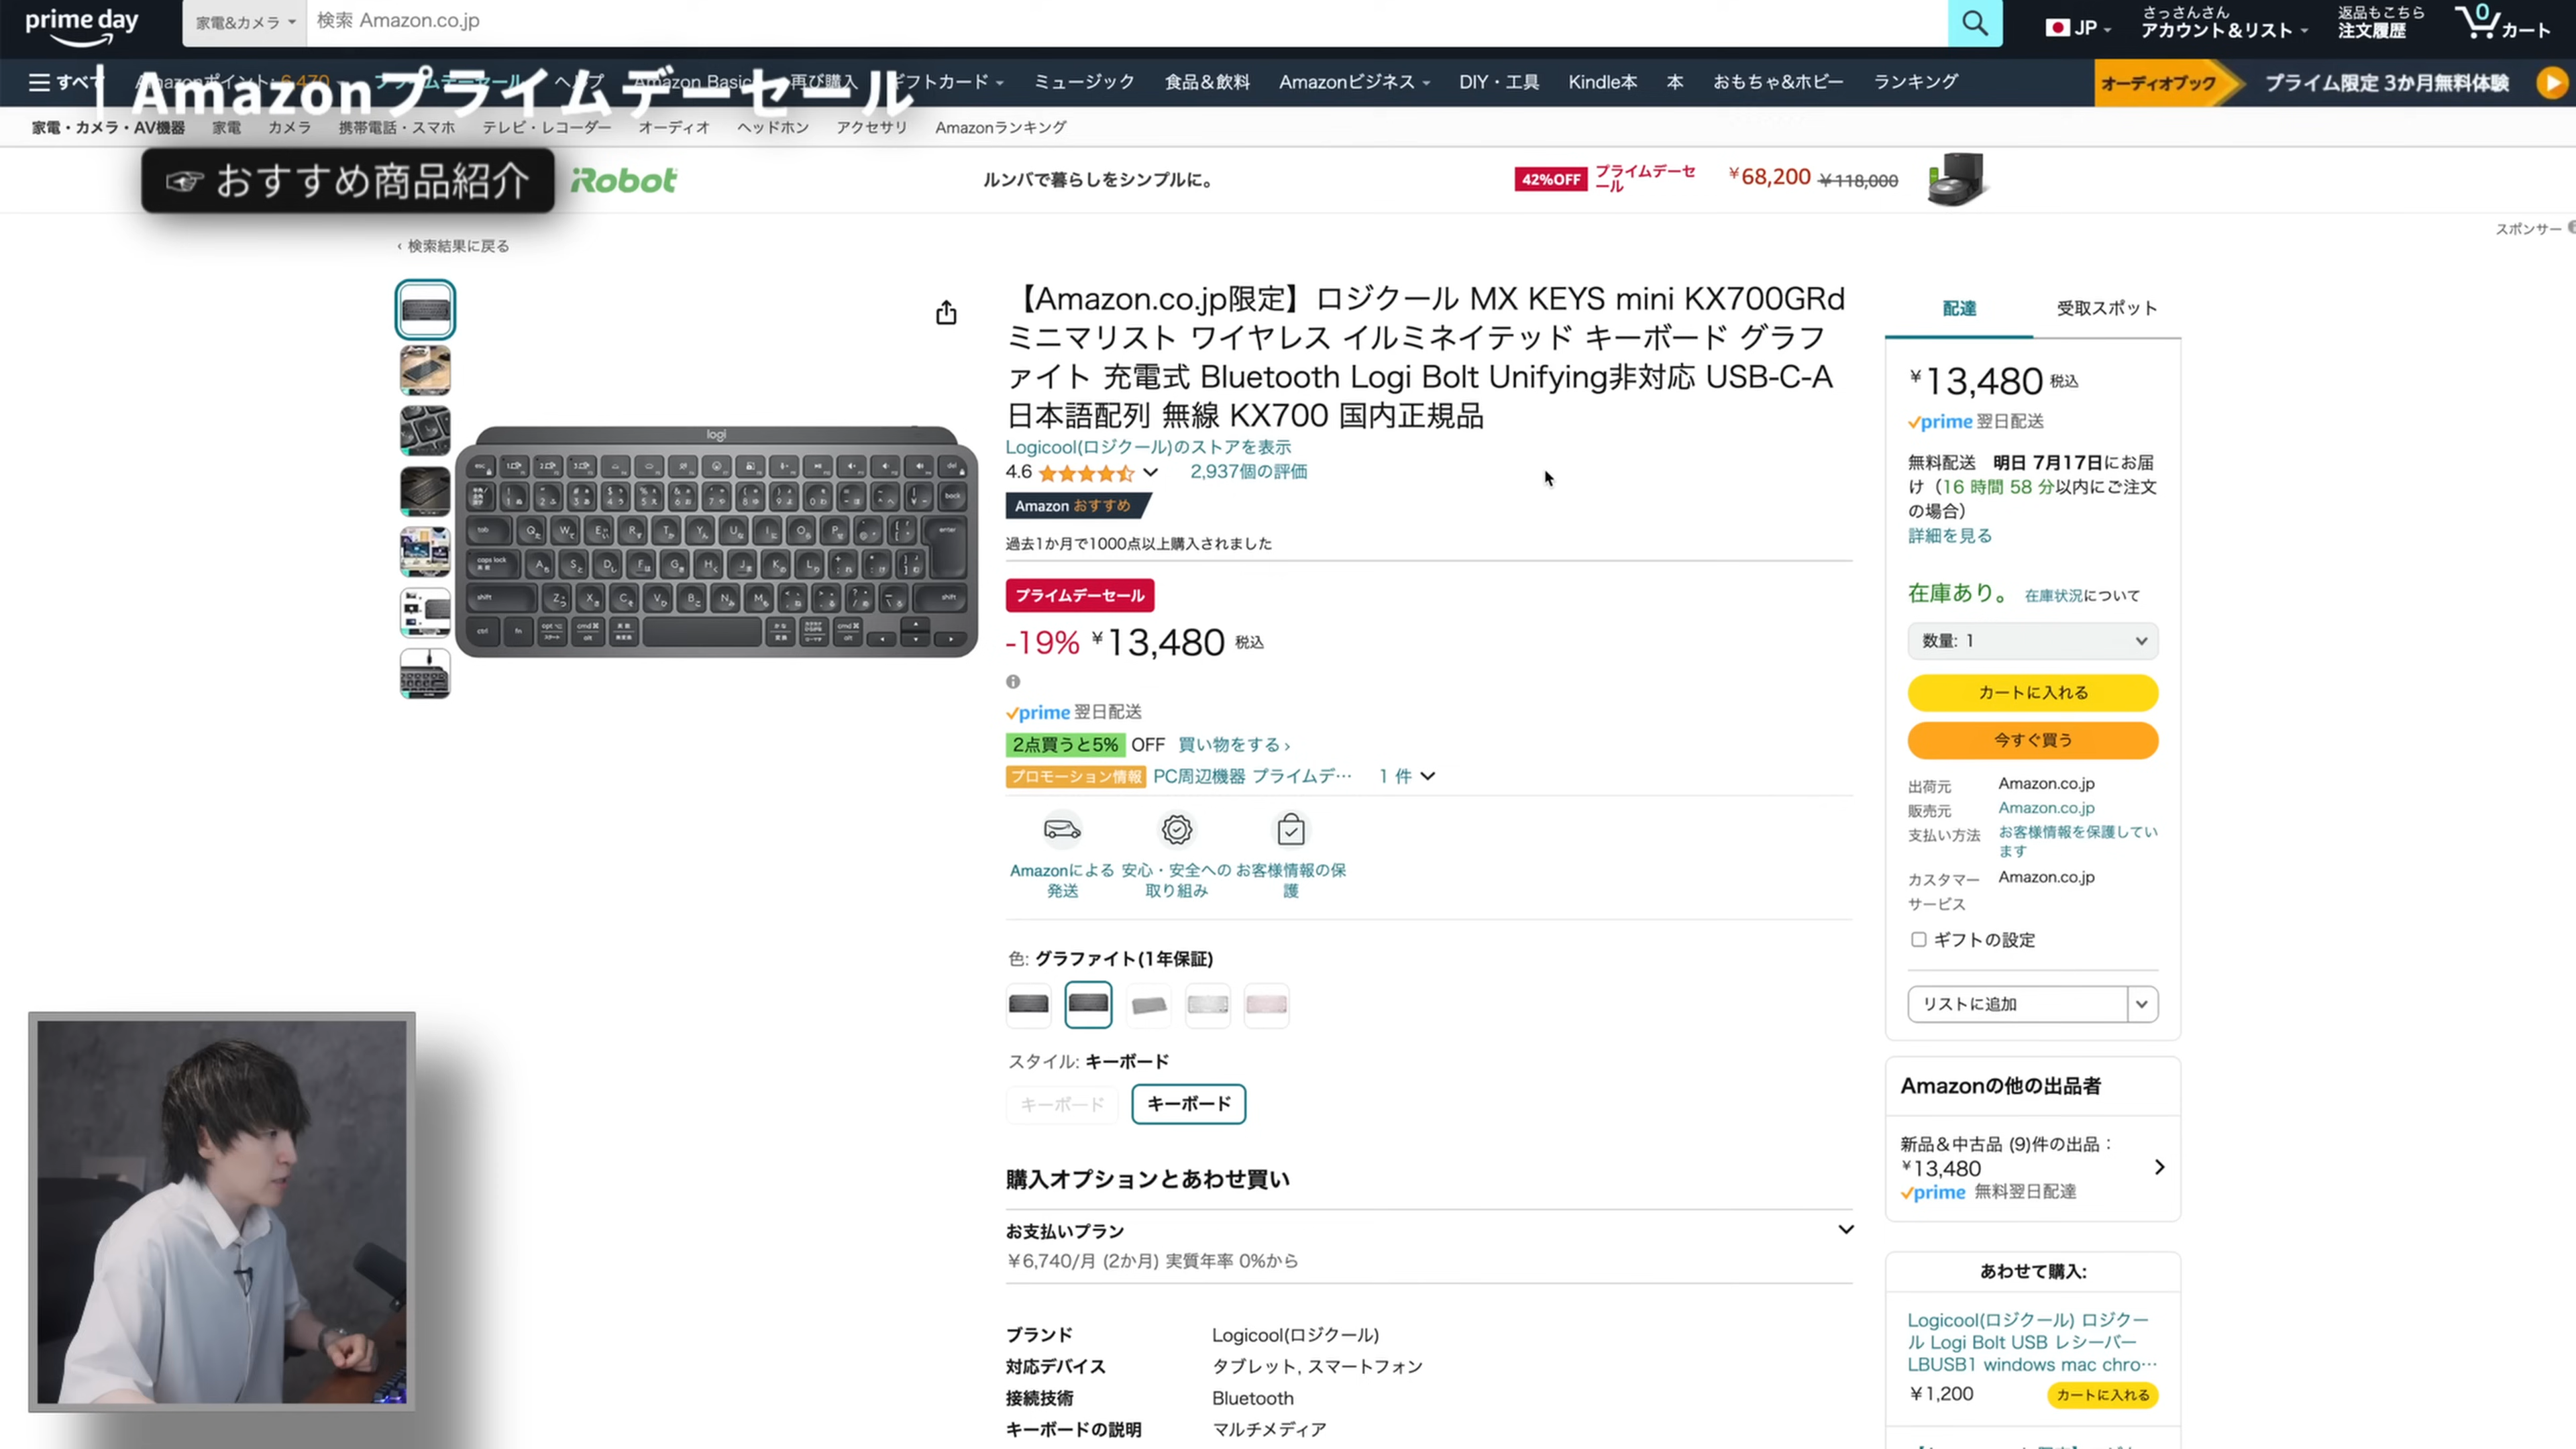 prime day
家電&カメラ
検索 Amazon.co.jp
JP
さっさんさん
アカウント&リスト
返品もこちら
注文履歴
0
カート
すべて
Amazonポイント: 6,470
ヘルプ
Amazon Basic
再び購入
ギフトカード
ミュージック
食品&飲料
Amazonビジネス
DIY・工具
Kindle本
本
おもちゃ&ホビー
ランキング
オーディオブック
プライム限定 3か月無料体験
Amazonプライムデーセール
家電・カメラ・AV機器
家電
カメラ
携帯電話・スマホ
テレビ・レコーダー
オーディオ
ヘッドホン
アクセサリ
Amazonランキング
☞ おすすめ商品紹介
iRobot
ルンバで暮らしをシンプルに。
42%OFF
プライムデーセ
ール
¥68,200 ¥118,000
スポンサー
‹ 検索結果に戻る
【Amazon.co.jp限定】ロジクール MX KEYS mini KX700GRd
ミニマリスト ワイヤレス イルミネイテッド キーボード グラフ
ァイト 充電式 Bluetooth Logi Bolt Unifying非対応 USB-C-A
日本語配列 無線 KX700 国内正規品
Logicool(ロジクール)のストアを表示
4.6
2,937個の評価
Amazon おすすめ
過去1か月で1000点以上購入されました
プライムデーセール
-19% ¥13,480 税込
prime 翌日配送
2点買うと5% OFF 買い物をする ›
プロモーション情報 PC周辺機器 プライムデ… 1 件
Amazonによる
発送
安心・安全への
取り組み
お客様情報の保
護
色: グラファイト(1年保証)
スタイル: キーボード
キーボード
キーボード
購入オプションとあわせ買い
お支払いプラン
¥6,740/月 (2か月) 実質年率 0%から
ブランド Logicool(ロジクール)
対応デバイス タブレット, スマートフォン
接続技術 Bluetooth
キーボードの説明 マルチメディア
logi
esc
back
tab
Q W E R T Y U I O P
enter
caps lock
A S D F G H J K L
shift
Z X C V B N M
shift
ctrl
fn
opt
cmd
cmd
配達
受取スポット
¥13,480 税込
prime 翌日配送
無料配送 明日 7月17日にお届
け（16 時間 58 分以内にご注文
の場合）
詳細を見る
在庫あり。 在庫状況について
数量: 1
カートに入れる
今すぐ買う
出荷元 Amazon.co.jp
販売元 Amazon.co.jp
支払い方法 お客様情報を保護してい
ます
カスタマー Amazon.co.jp
サービス
ギフトの設定
リストに追加
Amazonの他の出品者
新品&中古品 (9)件の出品：
¥13,480
prime 無料翌日配達
あわせて購入:
Logicool(ロジクール) ロジクー
ル Logi Bolt USB レシーバー
LBUSB1 windows mac chro…
¥1,200
カートに入れる